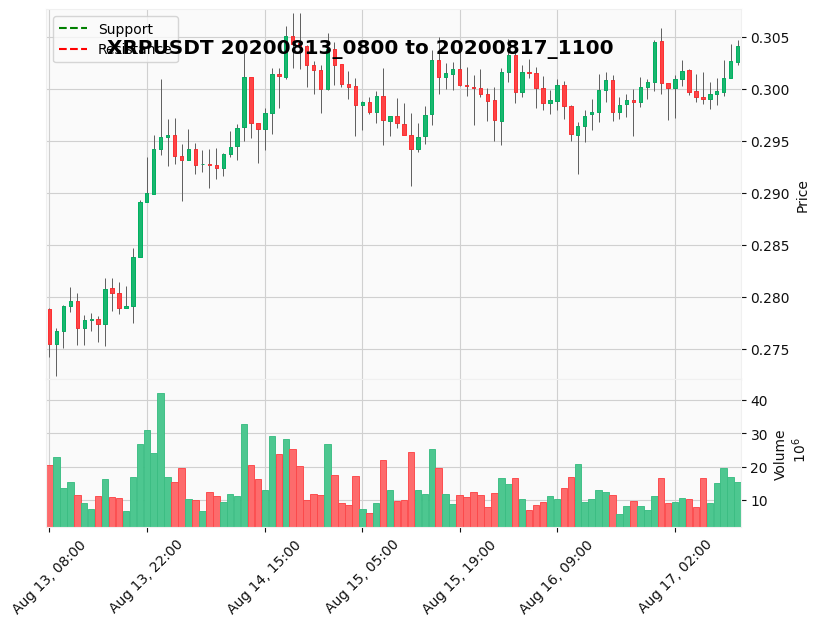 XRPUSDT 20200813_0800 to 20200817_1100
Support
Resistance
0.305
0.300
0.295
0.290
0.285
0.280
0.275
Price
40
30
20
10
Volume
10^6
Aug 13, 08:00
Aug 13, 22:00
Aug 14, 15:00
Aug 15, 05:00
Aug 15, 19:00
Aug 16, 09:00
Aug 17, 02:00